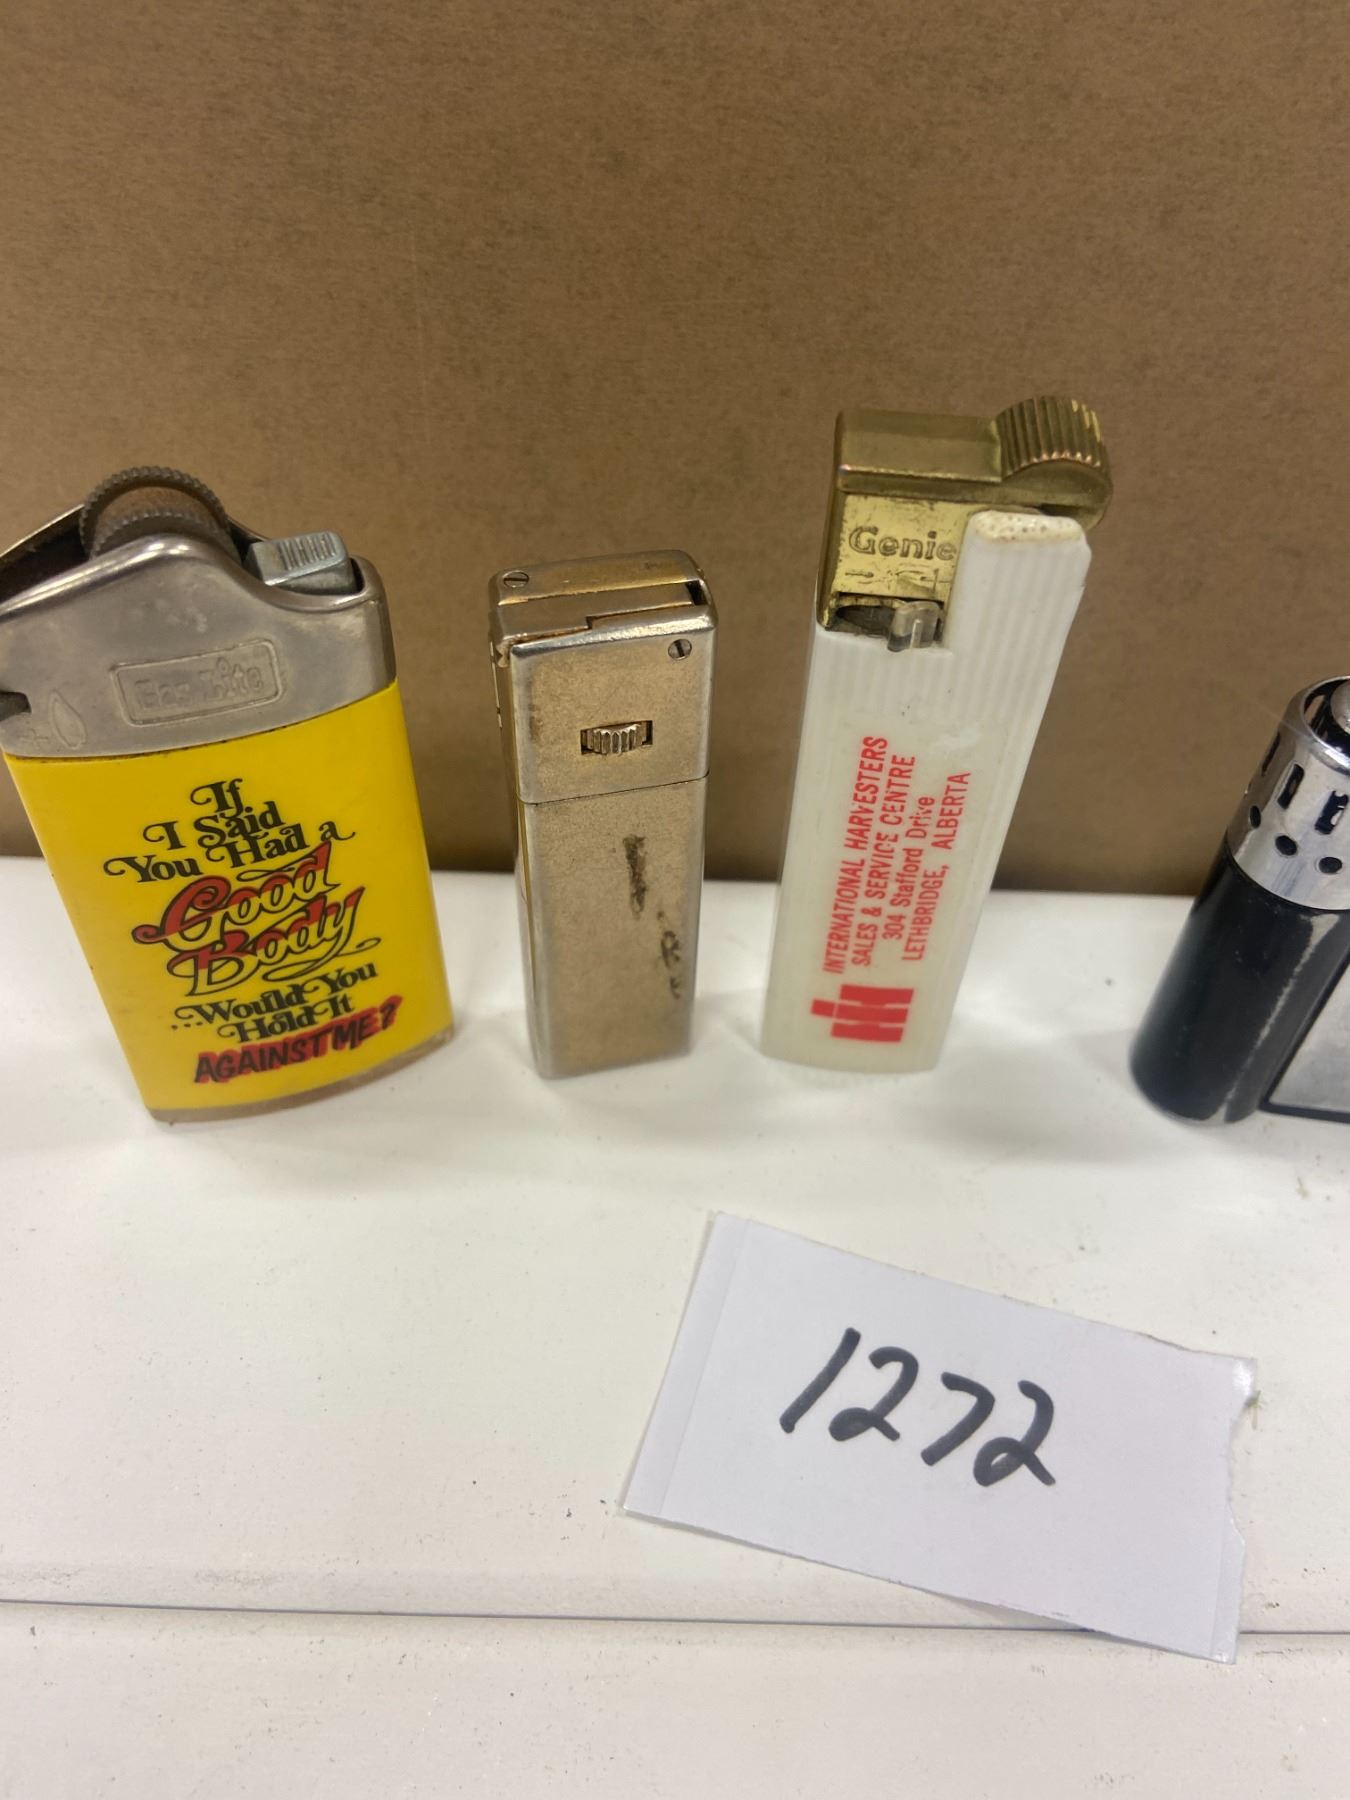 Gas Lite
If
I Said
You Had a
Good
Body
...Would You
Hold It
AGAINST ME?
Genie
INTERNATIONAL HARVESTERS
SALES & SERVICE CENTRE
304 Stafford Drive
LETHBRIDGE, ALBERTA
IH
1272